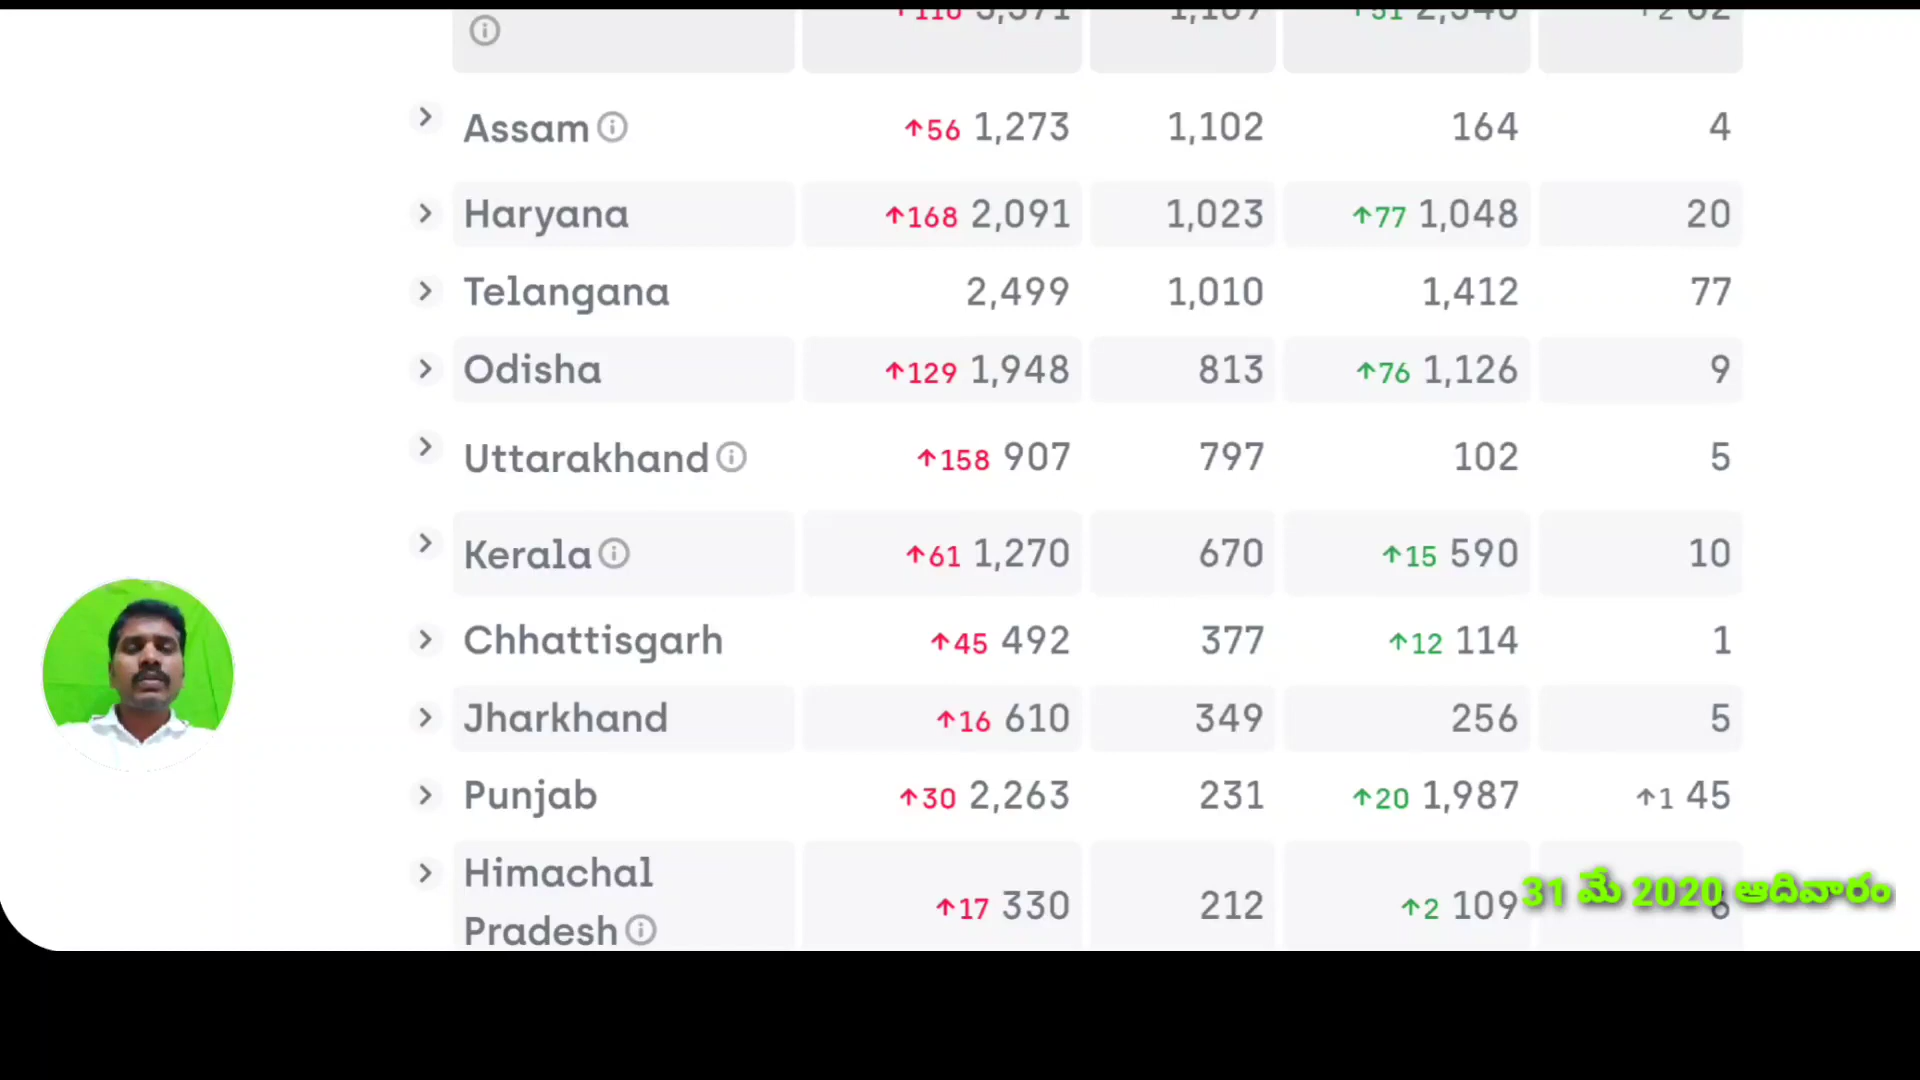 Assam ↑56 1,273 1,102 164 4
Haryana ↑168 2,091 1,023 ↑77 1,048 20
Telangana 2,499 1,010 1,412 77
Odisha ↑129 1,948 813 ↑76 1,126 9
Uttarakhand ↑158 907 797 102 5
Kerala ↑61 1,270 670 ↑15 590 10
Chhattisgarh ↑45 492 377 ↑12 114 1
Jharkhand ↑16 610 349 256 5
Punjab ↑30 2,263 231 ↑20 1,987 ↑1 45
Himachal
Pradesh ↑17 330 212 ↑2 109
31 మే 2020 ఆదివారం